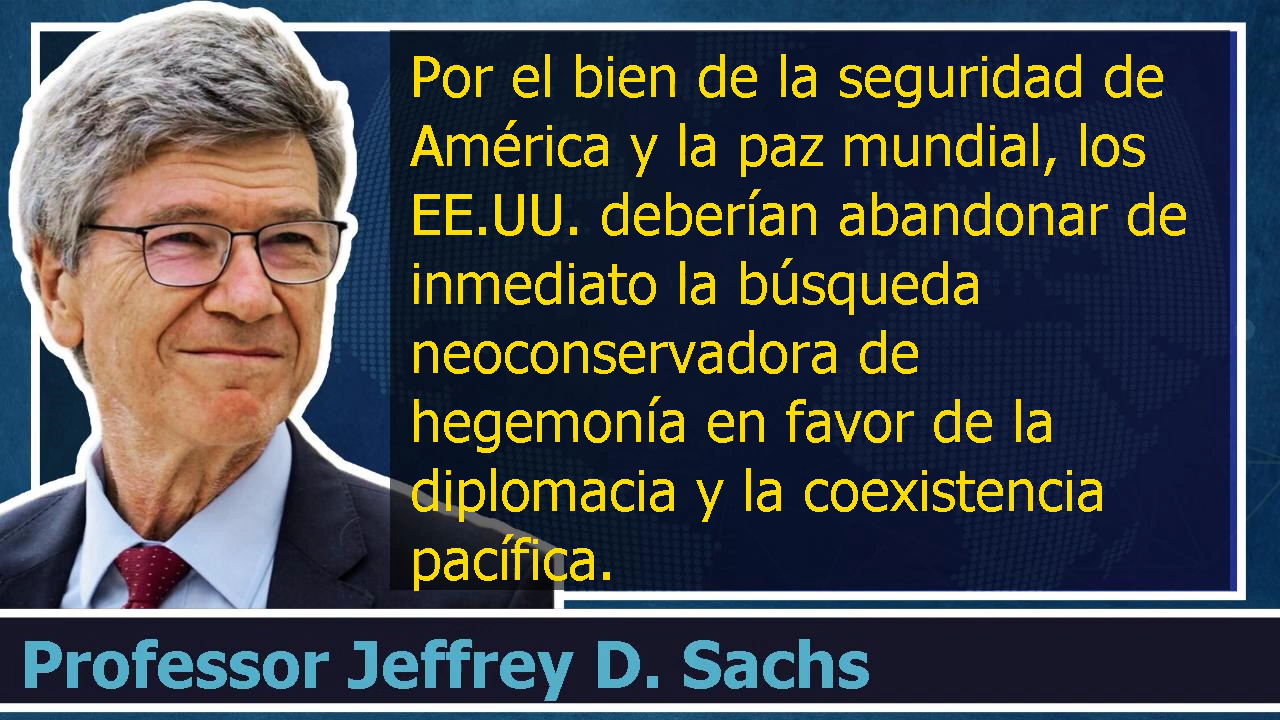 Por el bien de la seguridad de
América y la paz mundial, los
EE.UU. deberían abandonar de
inmediato la búsqueda
neoconservadora de
hegemonía en favor de la
diplomacia y la coexistencia
pacífica.
Professor Jeffrey D. Sachs